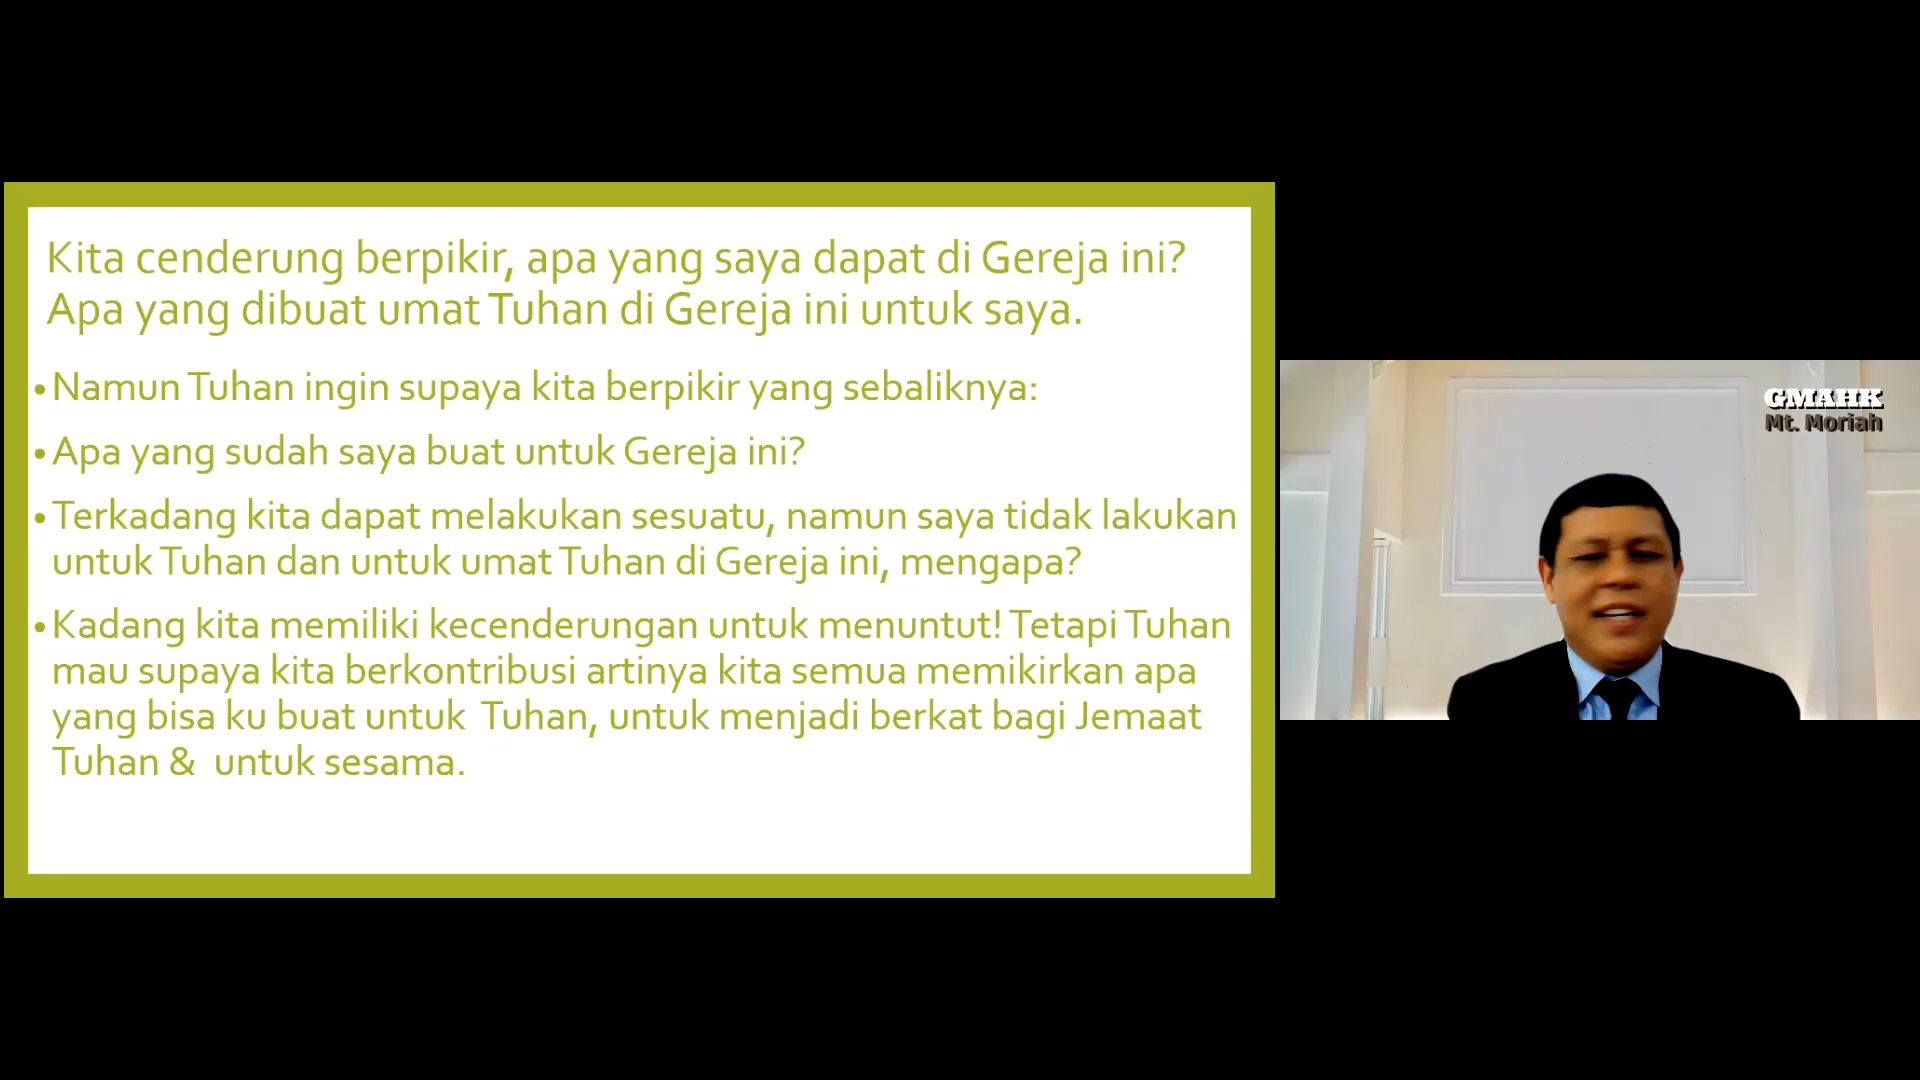 Kita cenderung berpikir, apa yang saya dapat di Gereja ini?
Apa yang dibuat umat Tuhan di Gereja ini untuk saya.
•Namun Tuhan ingin supaya kita berpikir yang sebaliknya:
•Apa yang sudah saya buat untuk Gereja ini?
•Terkadang kita dapat melakukan sesuatu, namun saya tidak lakukan
untuk Tuhan dan untuk umat Tuhan di Gereja ini, mengapa?
•Kadang kita memiliki kecenderungan untuk menuntut! Tetapi Tuhan
mau supaya kita berkontribusi artinya kita semua memikirkan apa
yang bisa ku buat untuk  Tuhan, untuk menjadi berkat bagi Jemaat
Tuhan &  untuk sesama.
GMAHK
Mt. Moriah